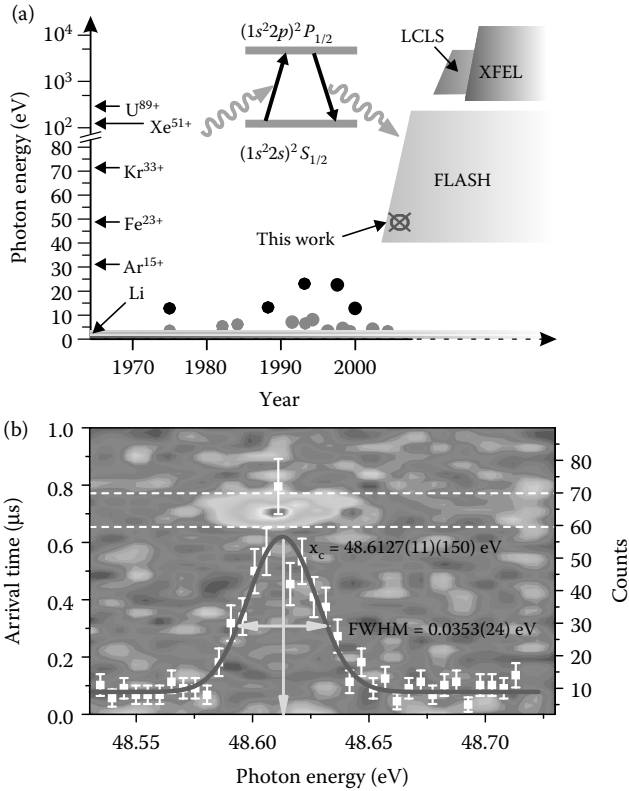 (a)
Photon energy (eV)
10⁴
10³
10²
80
70
60
50
40
30
20
10
0
U⁸⁹⁺
Xe⁵¹⁺
Kr³³⁺
Fe²³⁺
Ar¹⁵⁺
Li
(1s²2p)² P₁/₂
(1s²2s)² S₁/₂
LCLS
XFEL
FLASH
This work
1970 1980 1990 2000
Year
(b)
Arrival time (µs)
1.0
0.8
0.6
0.4
0.2
0.0
x_c = 48.6127(11)(150) eV
FWHM = 0.0353(24) eV
80
70
60
50
40
30
20
10
Counts
48.55 48.60 48.65 48.70
Photon energy (eV)